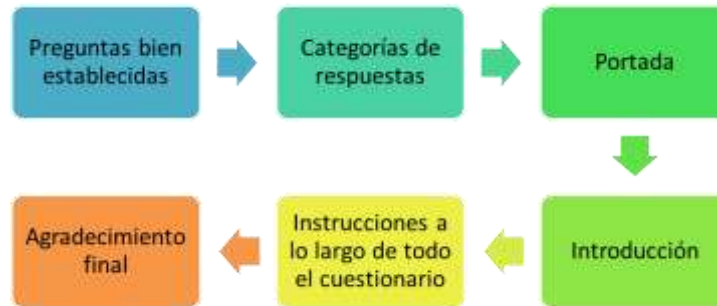 Preguntas bien
establecidas
Categorías de
respuestas
Portada
Introducción
Instrucciones a
lo largo de todo
el cuestionario
Agradecimiento
final